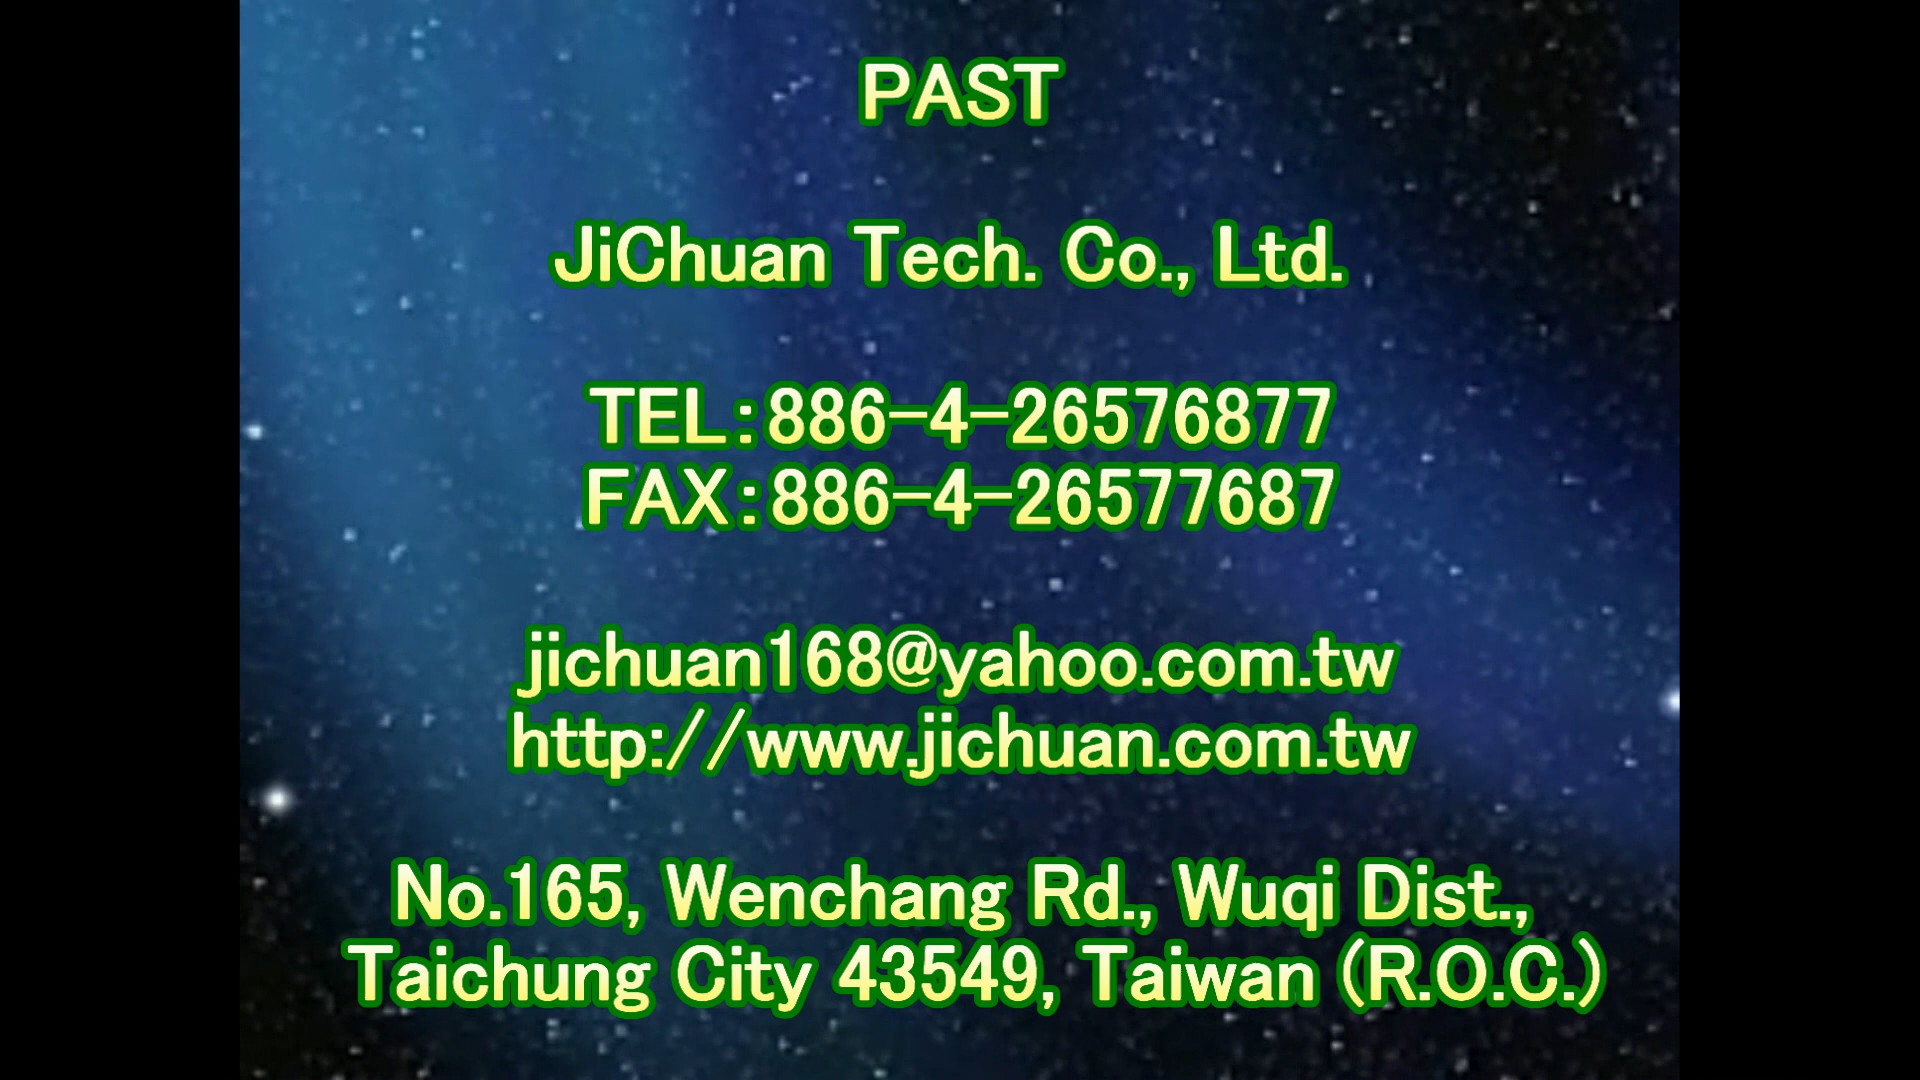 PAST
JiChuan Tech. Co., Ltd.
TEL:886-4-26576877
FAX:886-4-26577687
jichuan168@yahoo.com.tw
http://www.jichuan.com.tw
No.165, Wenchang Rd., Wuqi Dist.,
Taichung City 43549, Taiwan (R.O.C.)